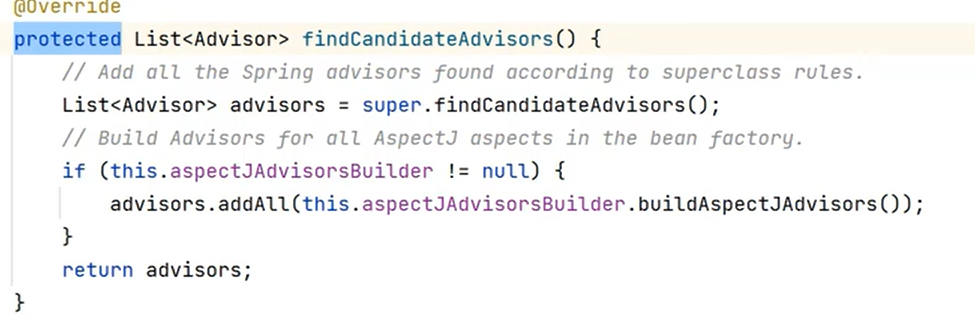 @Override
protected List<Advisor> findCandidateAdvisors() {
// Add all the Spring advisors found according to superclass rules.
List<Advisor> advisors = super.findCandidateAdvisors();
// Build Advisors for all AspectJ aspects in the bean factory.
if (this.aspectJAdvisorsBuilder != null) {
advisors.addAll(this.aspectJAdvisorsBuilder.buildAspectJAdvisors());
}
return advisors;
}